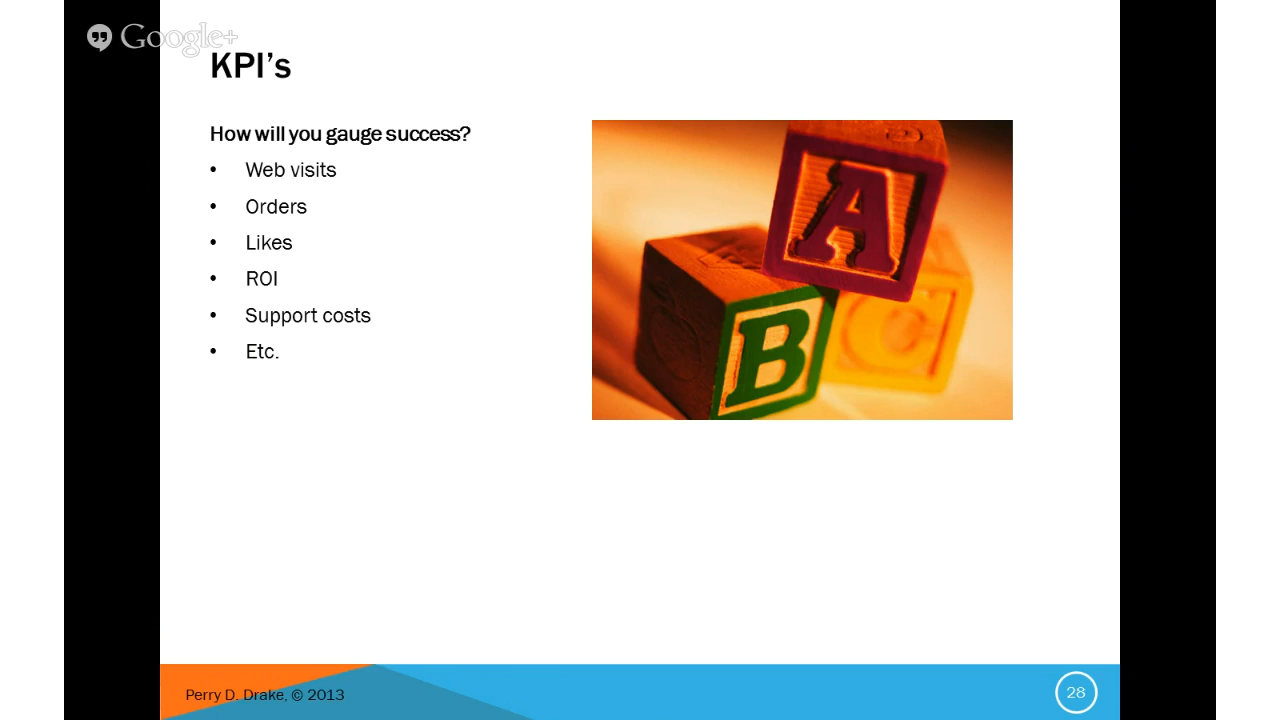 Google+
KPI’s
How will you gauge success?
• Web visits
• Orders
• Likes
• ROI
• Support costs
• Etc.
A
B
C
Perry D. Drake, © 2013
28